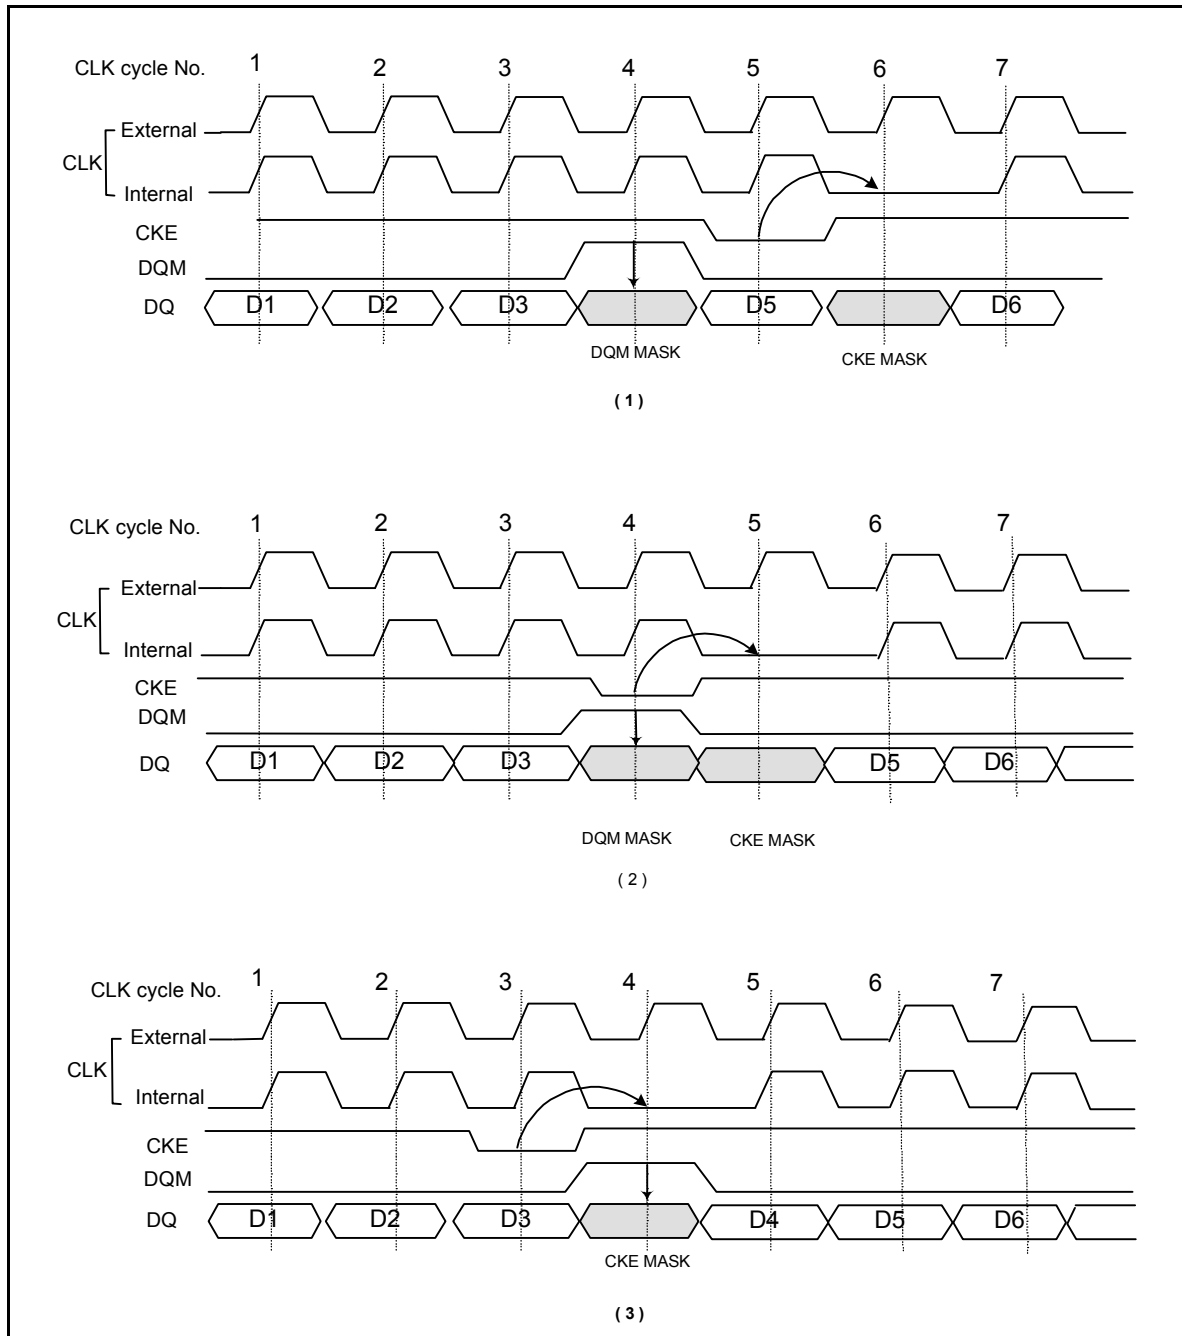 CLK cycle No. 1 2 3 4 5 6 7
External
CLK
Internal
CKE
DQM
DQ D1 D2 D3 D5 D6
DQM MASK CKE MASK
( 1 )
CLK cycle No. 1 2 3 4 5 6 7
External
CLK
Internal
CKE
DQM
DQ D1 D2 D3 D5 D6
DQM MASK CKE MASK
( 2 )
CLK cycle No. 1 2 3 4 5 6 7
External
CLK
Internal
CKE
DQM
DQ D1 D2 D3 D4 D5 D6
CKE MASK
( 3 )